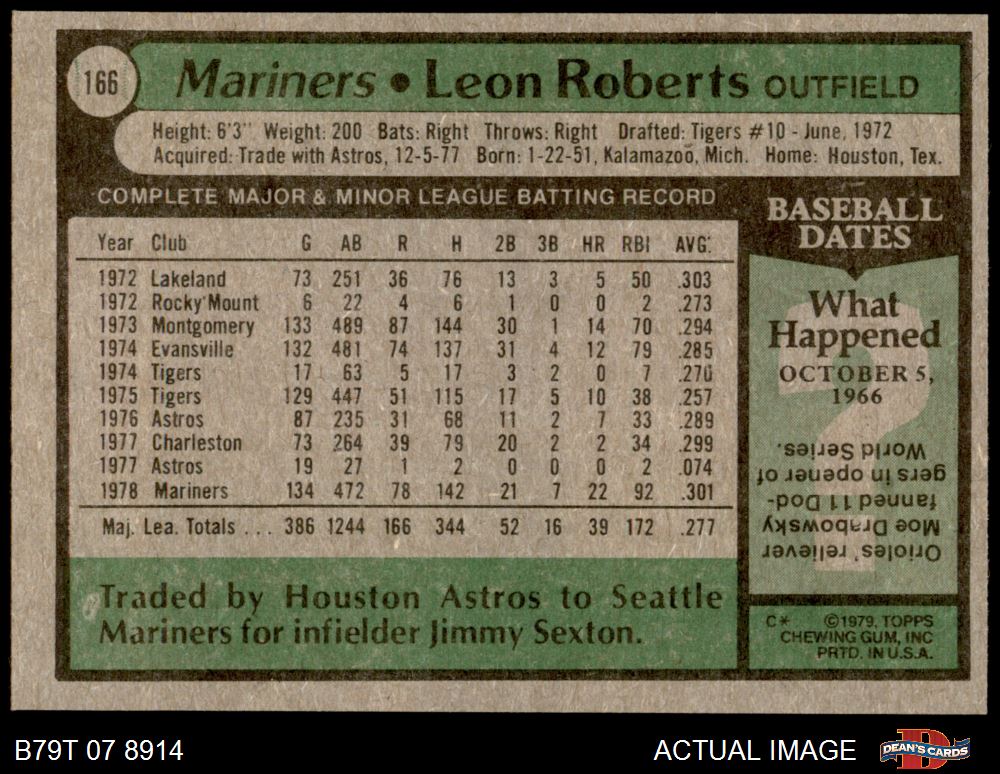 166
Mariners • Leon Roberts OUTFIELD
Height: 6'3" Weight: 200 Bats: Right Throws: Right Drafted: Tigers #10 - June, 1972
Acquired: Trade with Astros, 12-5-77 Born: 1-22-51, Kalamazoo, Mich. Home: Houston, Tex.
COMPLETE MAJOR & MINOR LEAGUE BATTING RECORD
Year Club G AB R H 2B 3B HR RBI AVG.
1972 Lakeland 73 251 36 76 13 3 5 50 .303
1972 Rocky Mount 6 22 4 6 1 0 0 2 .273
1973 Montgomery 133 489 87 144 30 1 14 70 .294
1974 Evansville 132 481 74 137 31 4 12 79 .285
1974 Tigers 17 63 5 17 3 2 0 7 .270
1975 Tigers 129 447 51 115 17 5 10 38 .257
1976 Astros 87 235 31 68 11 2 7 33 .289
1977 Charleston 73 264 39 79 20 2 2 34 .299
1977 Astros 19 27 1 2 0 0 0 2 .074
1978 Mariners 134 472 78 142 21 7 22 92 .301
Maj. Lea. Totals . . . 386 1244 166 344 52 16 39 172 .277
Traded by Houston Astros to Seattle
Mariners for infielder Jimmy Sexton.
BASEBALL
DATES
What
Happened
OCTOBER 5,
1966
?
Orioles' reliever
Moe Drabowsky
fanned 11 Dod-
gers in opener of
World Series.
C* ©1979, TOPPS
CHEWING GUM, INC
PRTD. IN U.S.A.
B79T 07 8914
ACTUAL IMAGE
DEAN'S CARDS